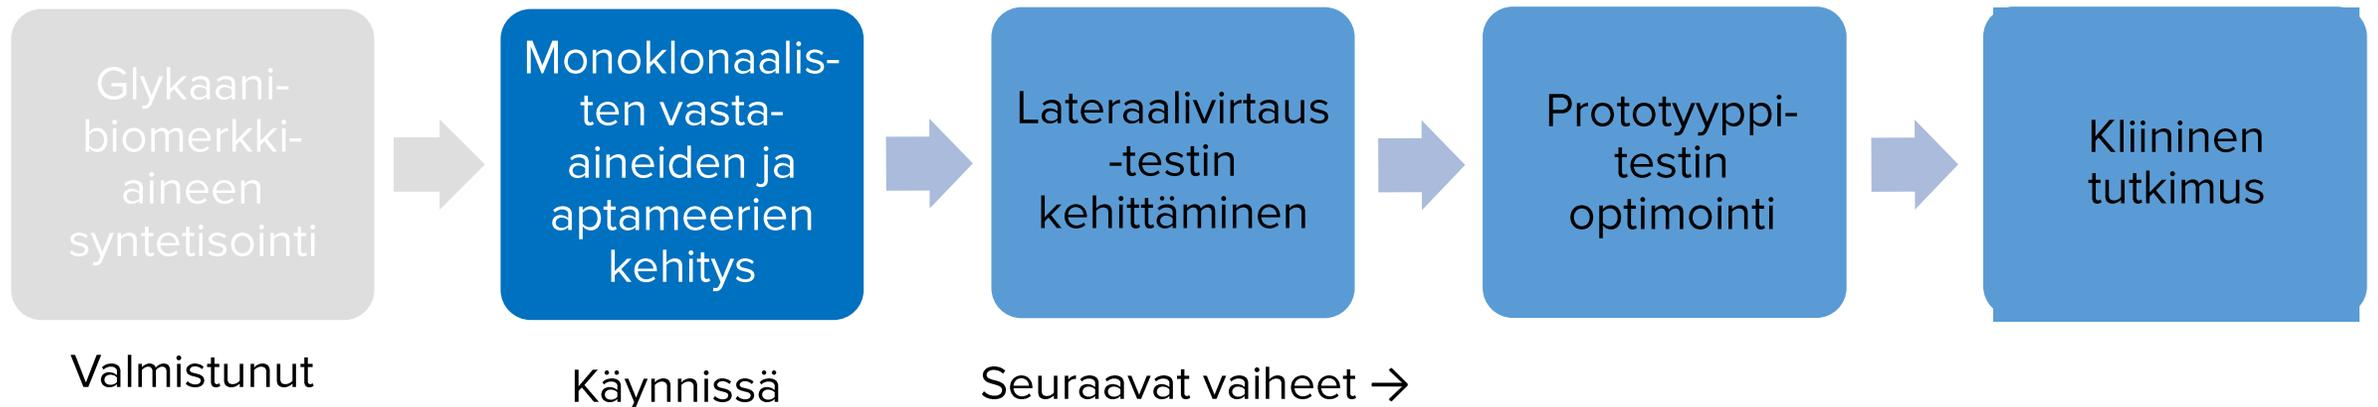 Glykaani-
biomerkki-
aineen
syntetisointi
Valmistunut
Monoklonaalis-
ten vasta-
aineiden ja
aptameerien
kehitys
Käynnissä
Lateraalivirtaus
-testin
kehittäminen
Seuraavat vaiheet →
Prototyyppi-
testin
optimointi
Kliininen
tutkimus